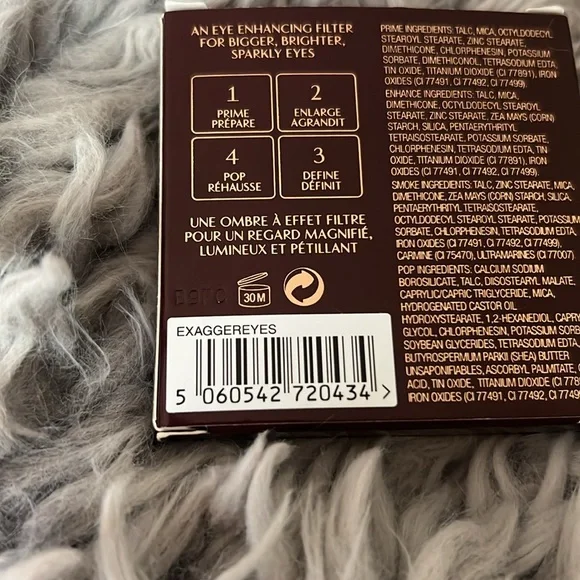 AN EYE ENHANCING FILTER
FOR BIGGER, BRIGHTER,
SPARKLY EYES
1
PRIME
PRÉPARE
2
ENLARGE
AGRANDIT
4
POP
RÉHAUSSE
3
DEFINE
DÉFINIT
UNE OMBRE À EFFET FILTRE
POUR UN REGARD MAGNIFIÉ,
LUMINEUX ET PÉTILLANT
30 M
EXAGGEREYES
5 060542 720434 >
PRIME INGREDIENTS: TALC, MICA, OCTYLDODECYL
STEAROYL STEARATE, ZINC STEARATE,
DIMETHICONE, CHLORPHENESIN, POTASSIUM
SORBATE, DIMETHICONOL, TETRASODIUM EDTA,
TIN OXIDE, TITANIUM DIOXIDE (CI 77891), IRON
OXIDES (CI 77491, CI 77492, CI 77499).
ENHANCE INGREDIENTS: TALC, MICA,
DIMETHICONE, OCTYLDODECYL STEAROYL
STEARATE, ZINC STEARATE, ZEA MAYS (CORN)
STARCH, SILICA, PENTAERYTHRITYL
TETRAISOSTEARATE, POTASSIUM SORBATE,
CHLORPHENESIN, TETRASODIUM EDTA, TIN
OXIDE, TITANIUM DIOXIDE (CI 77891), IRON
OXIDES (CI 77491, CI 77492, CI 77499).
SMOKE INGREDIENTS: TALC, ZINC STEARATE, MICA,
DIMETHICONE, ZEA MAYS (CORN) STARCH, SILICA,
PENTAERYTHRITYL TETRAISOSTEARATE,
OCTYLDODECYL STEAROYL STEARATE, POTASSIUM
SORBATE, CHLORPHENESIN, TETRASODIUM EDTA,
IRON OXIDES (CI 77491, CI 77492, CI 77499),
CARMINE (CI 75470), ULTRAMARINES (CI 77007).
POP INGREDIENTS: CALCIUM SODIUM
BOROSILICATE, TALC, DIISOSTEARYL MALATE,
CAPRYLIC/CAPRIC TRIGLYCERIDE, MICA,
HYDROGENATED CASTOR OIL
HYDROXYSTEARATE, 1,2-HEXANEDIOL, CAPRY
GLYCOL, CHLORPHENESIN, POTASSIUM SORBA
SOYBEAN GLYCERIDES, TETRASODIUM EDTA,
BUTYROSPERMUM PARKII (SHEA) BUTTER
UNSAPONIFIABLES, ASCORBYL PALMITATE,
ACID, TIN OXIDE, TITANIUM DIOXIDE (CI 7789
IRON OXIDES (CI 77491, CI 77492, CI 77499